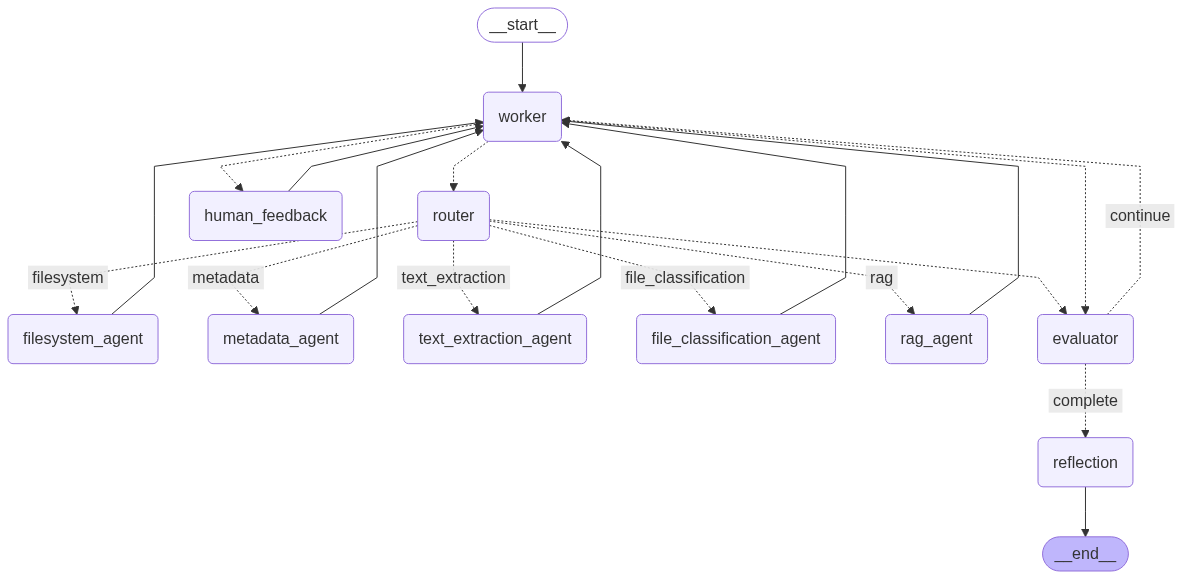 __start__
worker
human_feedback
router
continue
filesystem
metadata
text_extraction
file_classification
rag
filesystem_agent
metadata_agent
text_extraction_agent
file_classification_agent
rag_agent
evaluator
complete
reflection
__end__